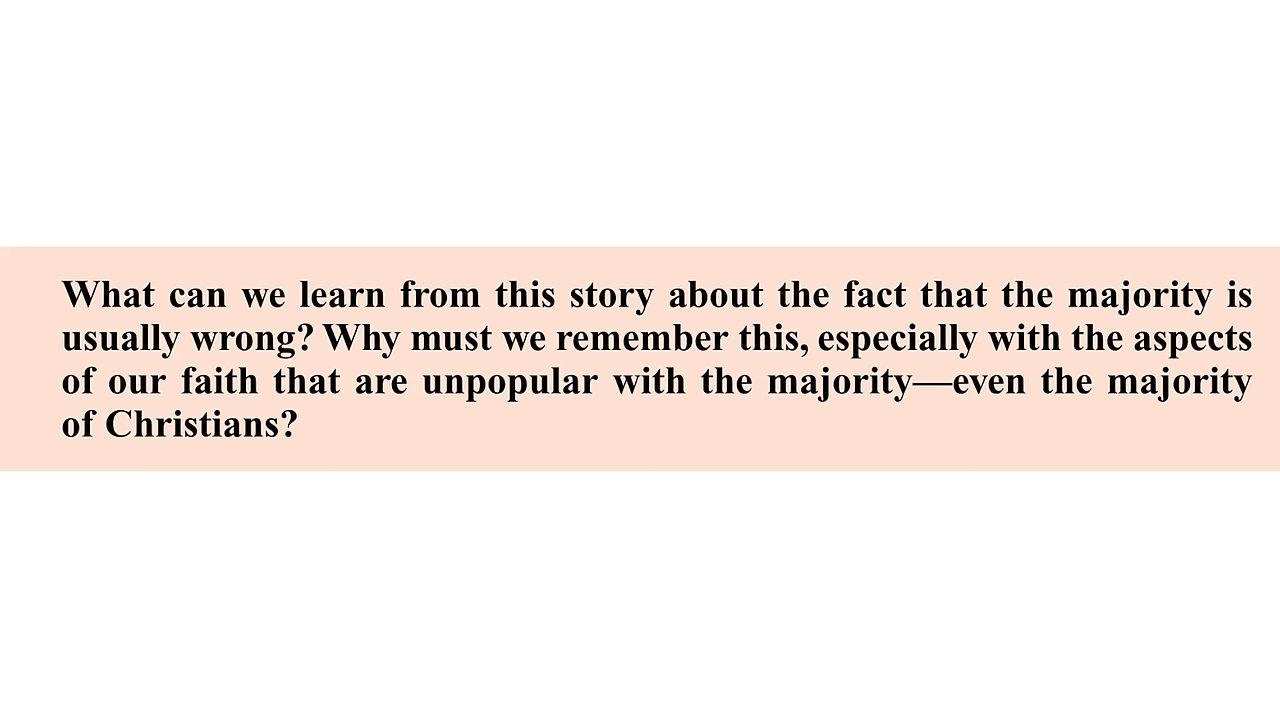 What can we learn from this story about the fact that the majority is
usually wrong? Why must we remember this, especially with the aspects
of our faith that are unpopular with the majority—even the majority
of Christians?